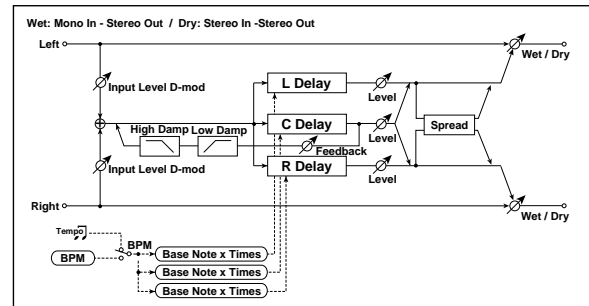 Wet: Mono In - Stereo Out / Dry: Stereo In -Stereo Out
Left
Wet / Dry
Input Level D-mod
L Delay
Level
High Damp
Low Damp
C Delay
Level
Spread
Feedback
Input Level D-mod
R Delay
Level
Right
Wet / Dry
Tempo
BPM
BPM
Base Note x Times
Base Note x Times
Base Note x Times